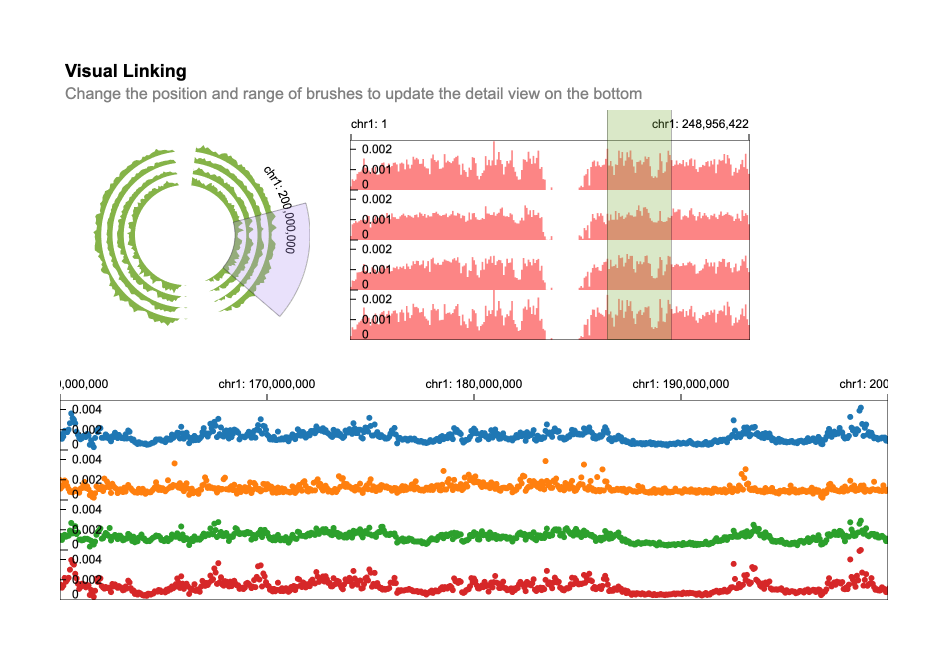 Visual Linking
Change the position and range of brushes to update the detail view on the bottom
chr1: 200,000,000
chr1: 1
chr1: 248,956,422
0.002
0.001
0
0.002
0.001
0
0.002
0.001
0
0.002
0.001
0
0,000,000
chr1: 170,000,000
chr1: 180,000,000
chr1: 190,000,000
chr1: 200
0.004
0.002
0
0.004
0.002
0
0.004
0.002
0
0.004
0.002
0